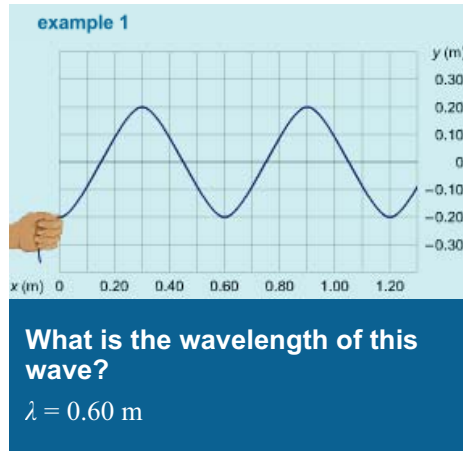 example 1
y (m)
0.30
0.20
0.10
0
−0.10
−0.20
−0.30
x (m) 0 0.20 0.40 0.60 0.80 1.00 1.20
What is the wavelength of this
wave?
λ = 0.60 m